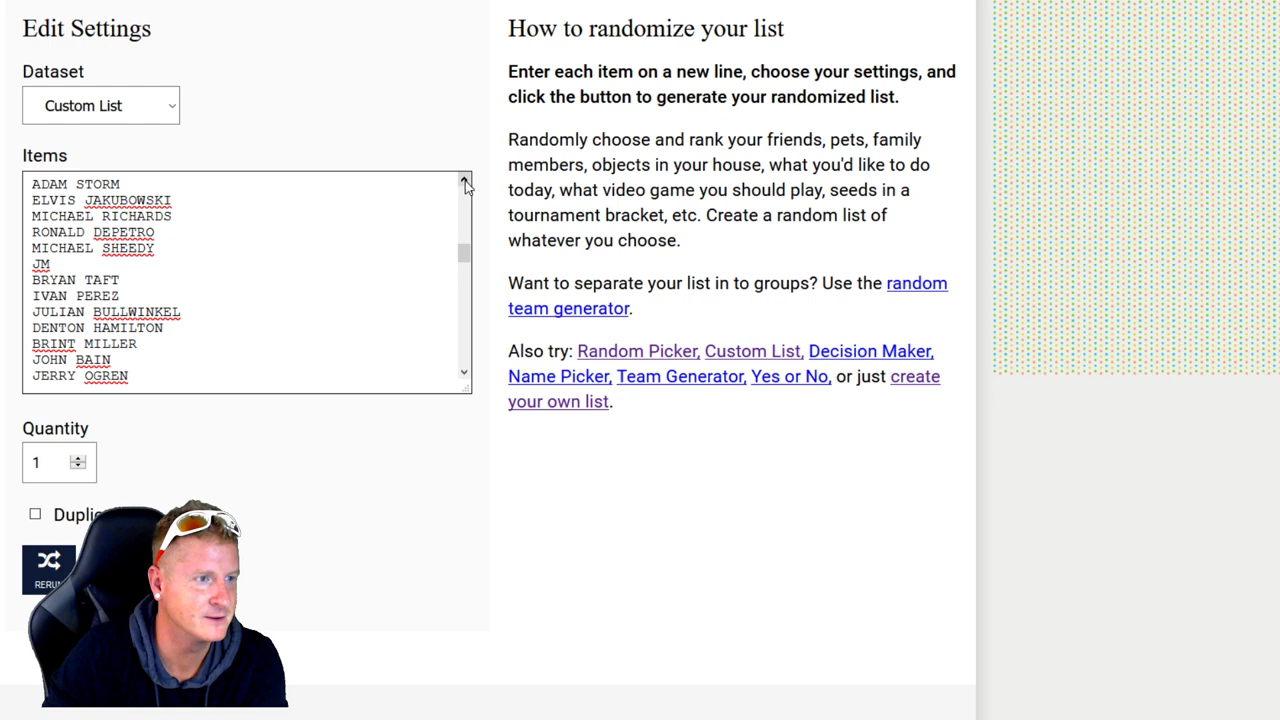 Edit Settings
Dataset
Custom List
Items
ADAM STORM
ELVIS JAKUBOWSKI
MICHAEL RICHARDS
RONALD DEPETRO
MICHAEL SHEEDY
JM
BRYAN TAFT
IVAN PEREZ
JULIAN BULLWINKEL
DENTON HAMILTON
BRINT MILLER
JOHN BAIN
JERRY OGREN
Quantity
1
How to randomize your list
Enter each item on a new line, choose your settings, and
click the button to generate your randomized list.
Randomly choose and rank your friends, pets, family
members, objects in your house, what you'd like to do
today, what video game you should play, seeds in a
tournament bracket, etc. Create a random list of
whatever you choose.
Want to separate your list in to groups? Use the random
team generator.
Also try: Random Picker, Custom List, Decision Maker,
Name Picker, Team Generator, Yes or No, or just create
your own list.